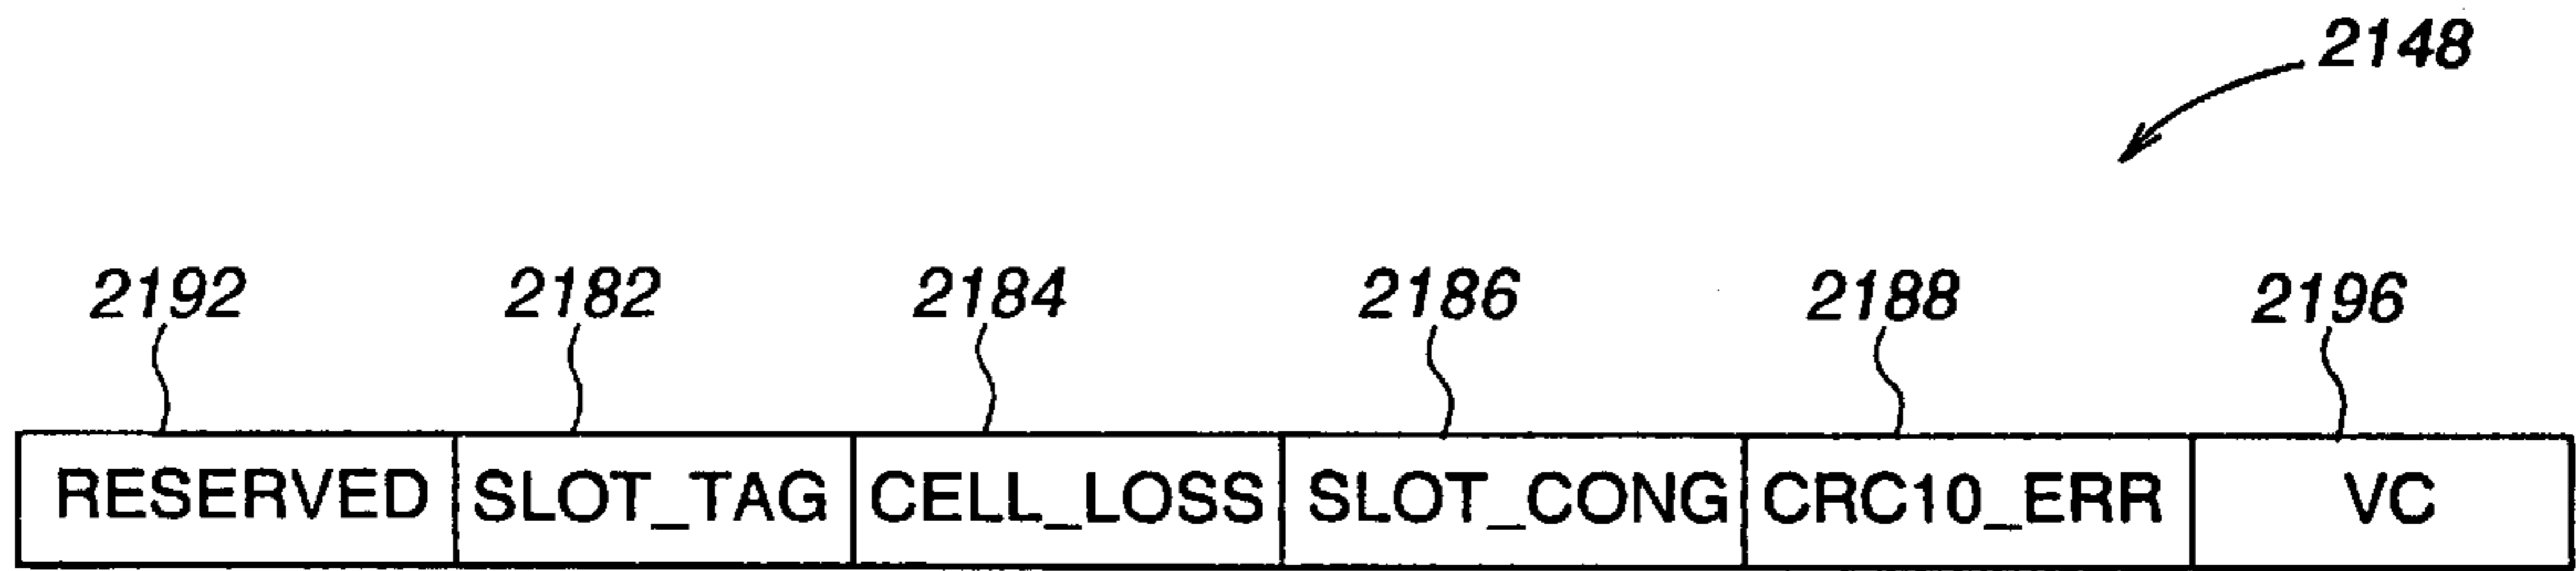 2148
2192 2182 2184 2186 2188 2196
RESERVED SLOT_TAG CELL_LOSS SLOT_CONG CRC10_ERR VC